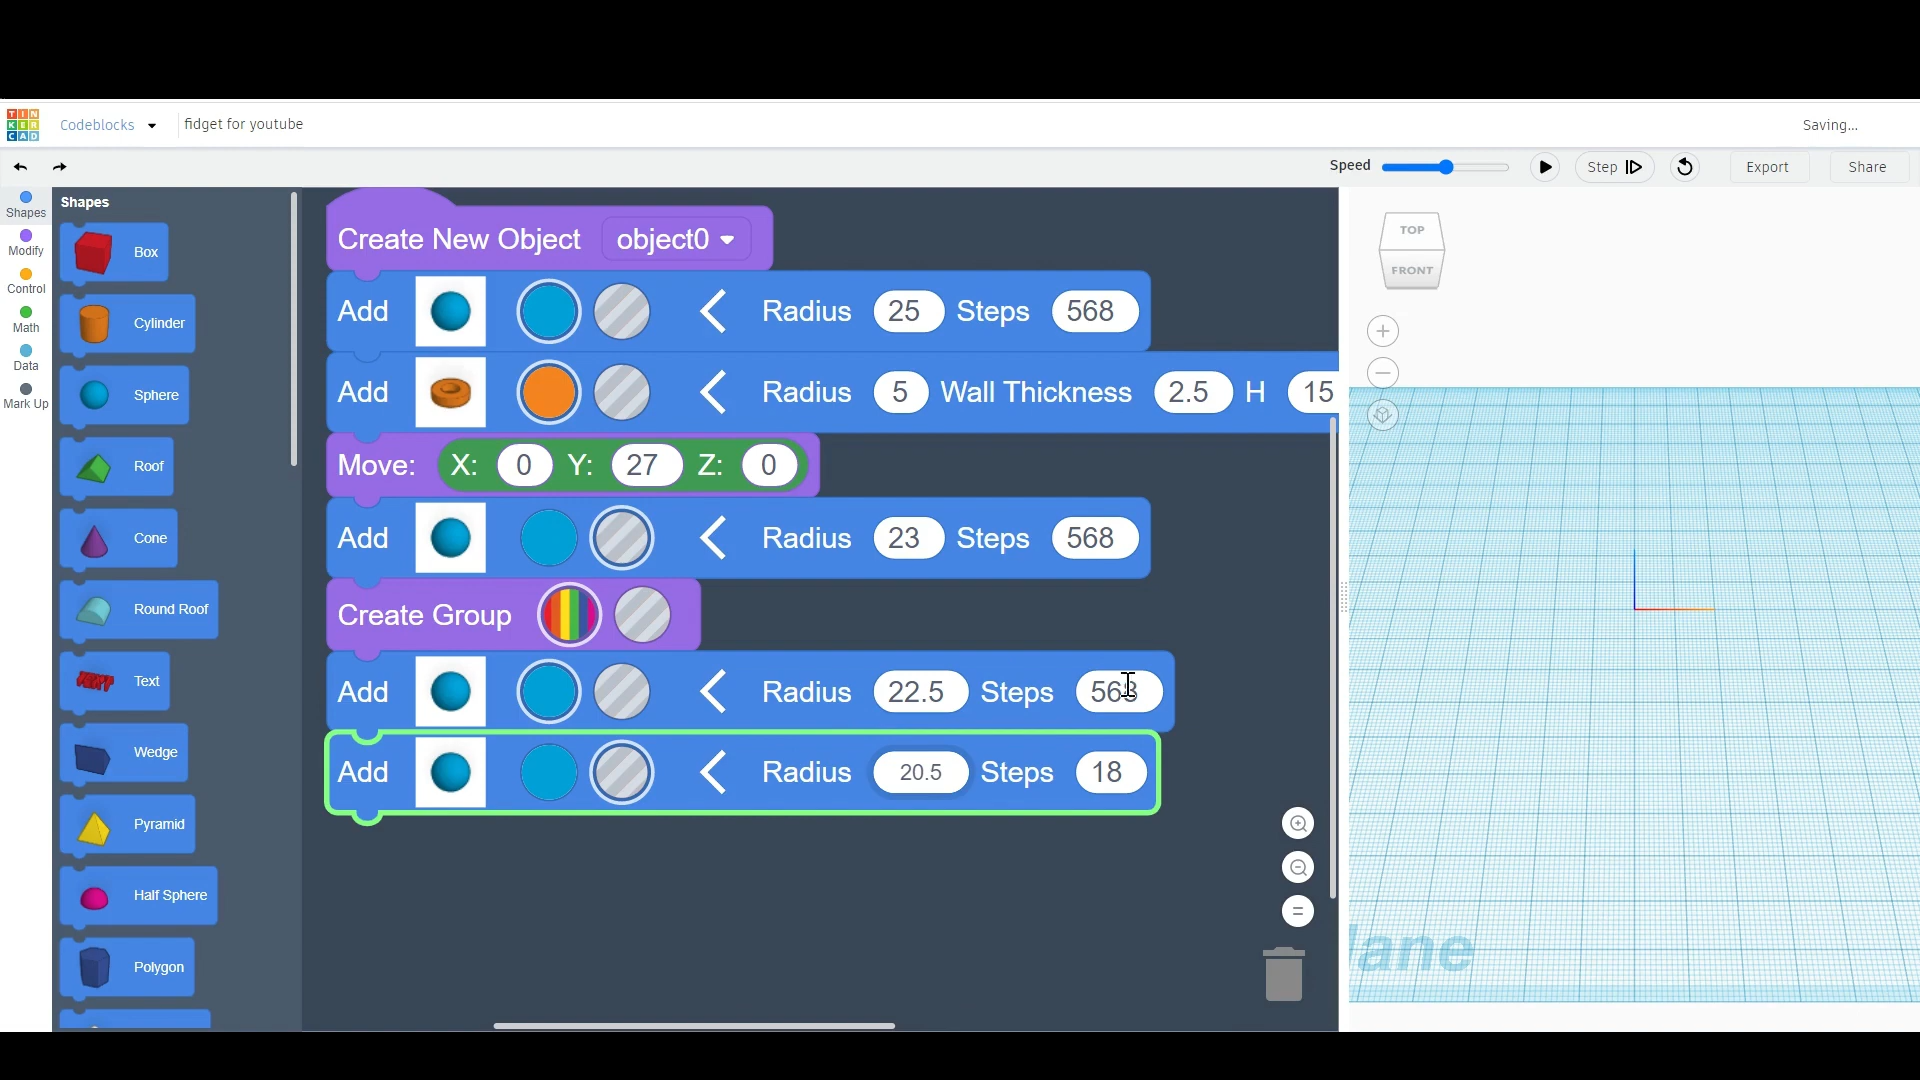 TIN
KER
CAD
Codeblocks
fidget for youtube
Saving...
Speed
Step
Export
Share
Shapes
Modify
Control
Math
Data
Mark Up
Shapes
Box
Cylinder
Sphere
Roof
Cone
Round Roof
TEXT Text
Wedge
Pyramid
Half Sphere
Polygon
Create New Object object0
Add Radius 25 Steps 568
Add Radius 5 Wall Thickness 2.5 H 15
Move: X: 0 Y: 27 Z: 0
Add Radius 23 Steps 568
Create Group
Add Radius 22.5 Steps 568
Add Radius 20.5 Steps 18
TOP
FRONT
lane